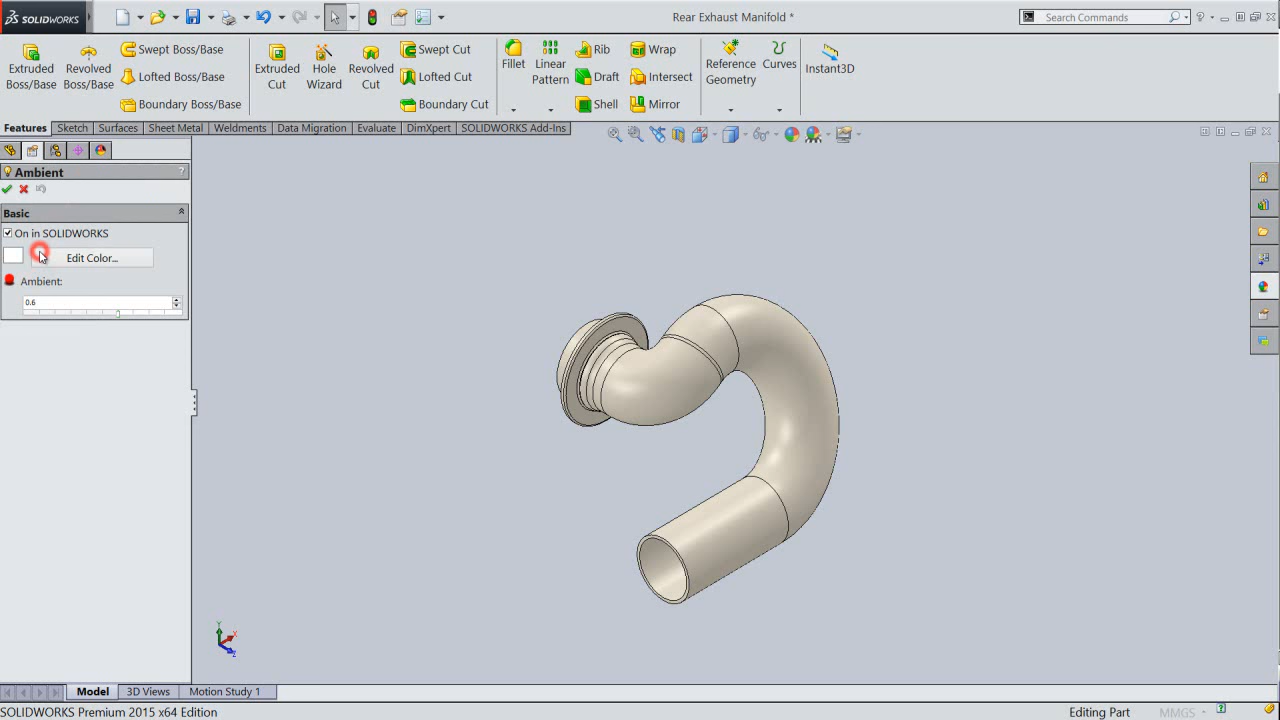 SOLIDWORKS
Rear Exhaust Manifold *
Search Commands
Extruded Boss/Base
Revolved Boss/Base
Swept Boss/Base
Lofted Boss/Base
Boundary Boss/Base
Extruded Cut
Hole Wizard
Revolved Cut
Swept Cut
Lofted Cut
Boundary Cut
Fillet
Linear Pattern
Rib
Draft
Shell
Wrap
Intersect
Mirror
Reference Geometry
Curves
Instant3D
Features Sketch Surfaces Sheet Metal Weldments Data Migration Evaluate DimXpert SOLIDWORKS Add-Ins
Ambient ?
Basic
On in SOLIDWORKS
Edit Color...
Ambient:
0.6
Y
X
Z
Model 3D Views Motion Study 1
SOLIDWORKS Premium 2015 x64 Edition Editing Part MMGS